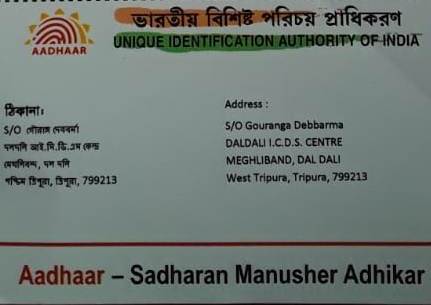 ভারতীয় বিশিষ্ট পরিচয় প্রাধিকরণ
AADHAAR
UNIQUE IDENTIFICATION AUTHORITY OF INDIA
ঠিকানা:
S/O গৌরাঙ্গ দেববর্মা
দলদলি আই.সি.ডি.এস কেন্দ্র
মেঘলিবন্দ, দল দলি
পশ্চিম ত্রিপুরা, ত্রিপুরা, 799213
Address :
S/O Gouranga Debbarma
DALDALI I.C.D.S. CENTRE
MEGHLIBAND, DAL DALI
West Tripura, Tripura, 799213
Aadhaar – Sadharan Manusher Adhikar